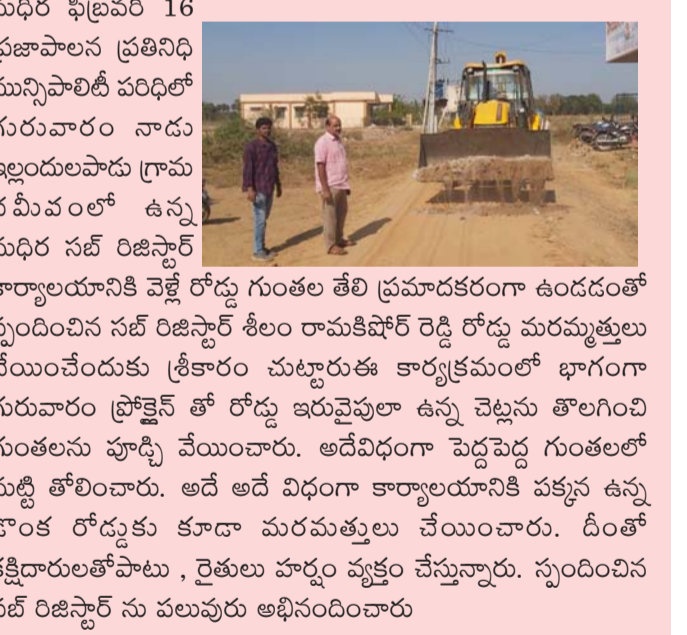 మధిర ఫిబ్రవరి 16
ప్రజాపాలన ప్రతినిధి
మున్సిపాలిటీ పరిధిలో
గురువారం నాడు
ఇల్లందులపాడు గ్రామ
సమీవంలో ఉన్న
మధిర సబ్ రిజిస్టార్
కార్యాలయానికి వెళ్లే రోడ్డు గుంతల తేలి ప్రమాదకరంగా ఉండడంతో
స్పందించిన సబ్ రిజిస్టార్ శీలం రామకిషోర్ రెడ్డి రోడ్డు మరమ్మత్తులు
చేయించేందుకు శ్రీకారం చుట్టారుఈ కార్యక్రమంలో భాగంగా
గురువారం ప్రోక్లైన్ తో రోడ్డు ఇరువైపులా ఉన్న చెట్లను తొలగించి
గుంతలను పూడ్చి వేయించారు. అదేవిధంగా పెద్దపెద్ద గుంతలలో
మట్టి తోలించారు. అదే అదే విధంగా కార్యాలయానికి పక్కన ఉన్న
డొంక రోడ్డుకు కూడా మరమత్తులు చేయించారు. దీంతో
కక్షిదారులతోపాటు , రైతులు హర్షం వ్యక్తం చేస్తున్నారు. స్పందించిన
సబ్ రిజిస్టార్ ను పలువురు అభినందించారు